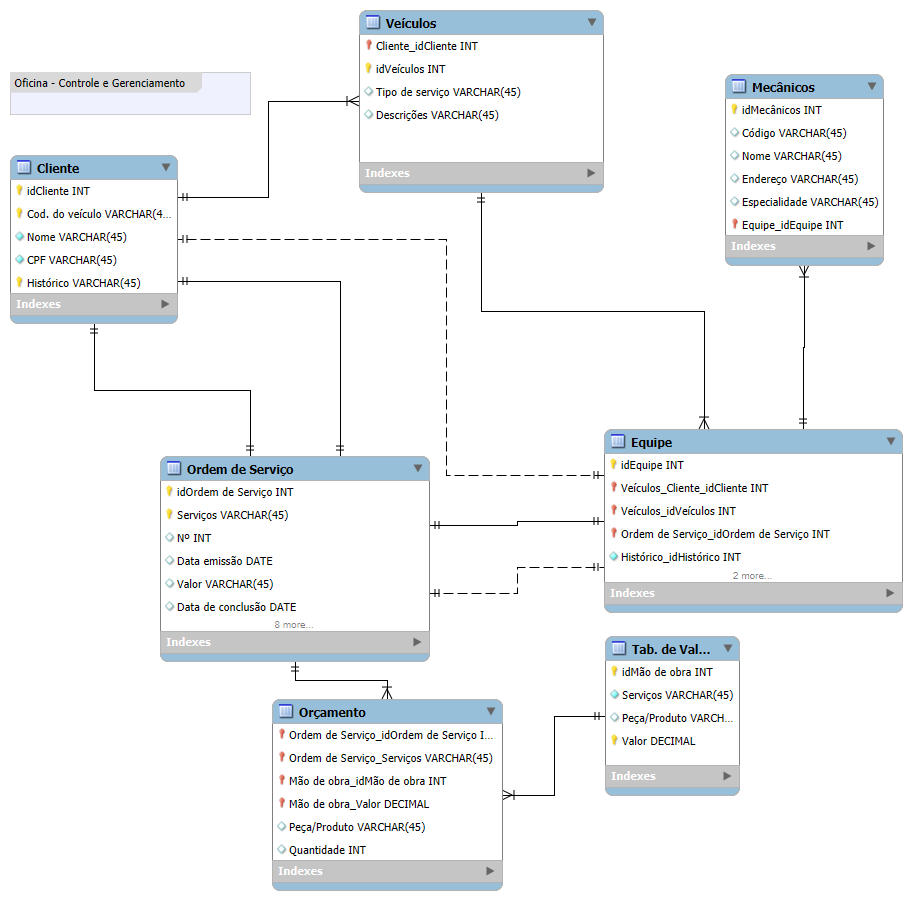 Oficina - Controle e Gerenciamento
Veículos
Cliente_idCliente INT
idVeículos INT
Tipo de serviço VARCHAR(45)
Descrições VARCHAR(45)
Indexes
Mecânicos
idMecânicos INT
Código VARCHAR(45)
Nome VARCHAR(45)
Endereço VARCHAR(45)
Especialidade VARCHAR(45)
Equipe_idEquipe INT
Indexes
Cliente
idCliente INT
Cod. do veículo VARCHAR(4...
Nome VARCHAR(45)
CPF VARCHAR(45)
Histórico VARCHAR(45)
Indexes
Ordem de Serviço
idOrdem de Serviço INT
Serviços VARCHAR(45)
Nº INT
Data emissão DATE
Valor VARCHAR(45)
Data de conclusão DATE
8 more...
Indexes
Equipe
idEquipe INT
Veículos_Cliente_idCliente INT
Veículos_idVeículos INT
Ordem de Serviço_idOrdem de Serviço INT
Histórico_idHistórico INT
2 more...
Indexes
Tab. de Val...
idMão de obra INT
Serviços VARCHAR(45)
Peça/Produto VARCH...
Valor DECIMAL
Indexes
Orçamento
Ordem de Serviço_idOrdem de Serviço I...
Ordem de Serviço_Serviços VARCHAR(45)
Mão de obra_idMão de obra INT
Mão de obra_Valor DECIMAL
Peça/Produto VARCHAR(45)
Quantidade INT
Indexes